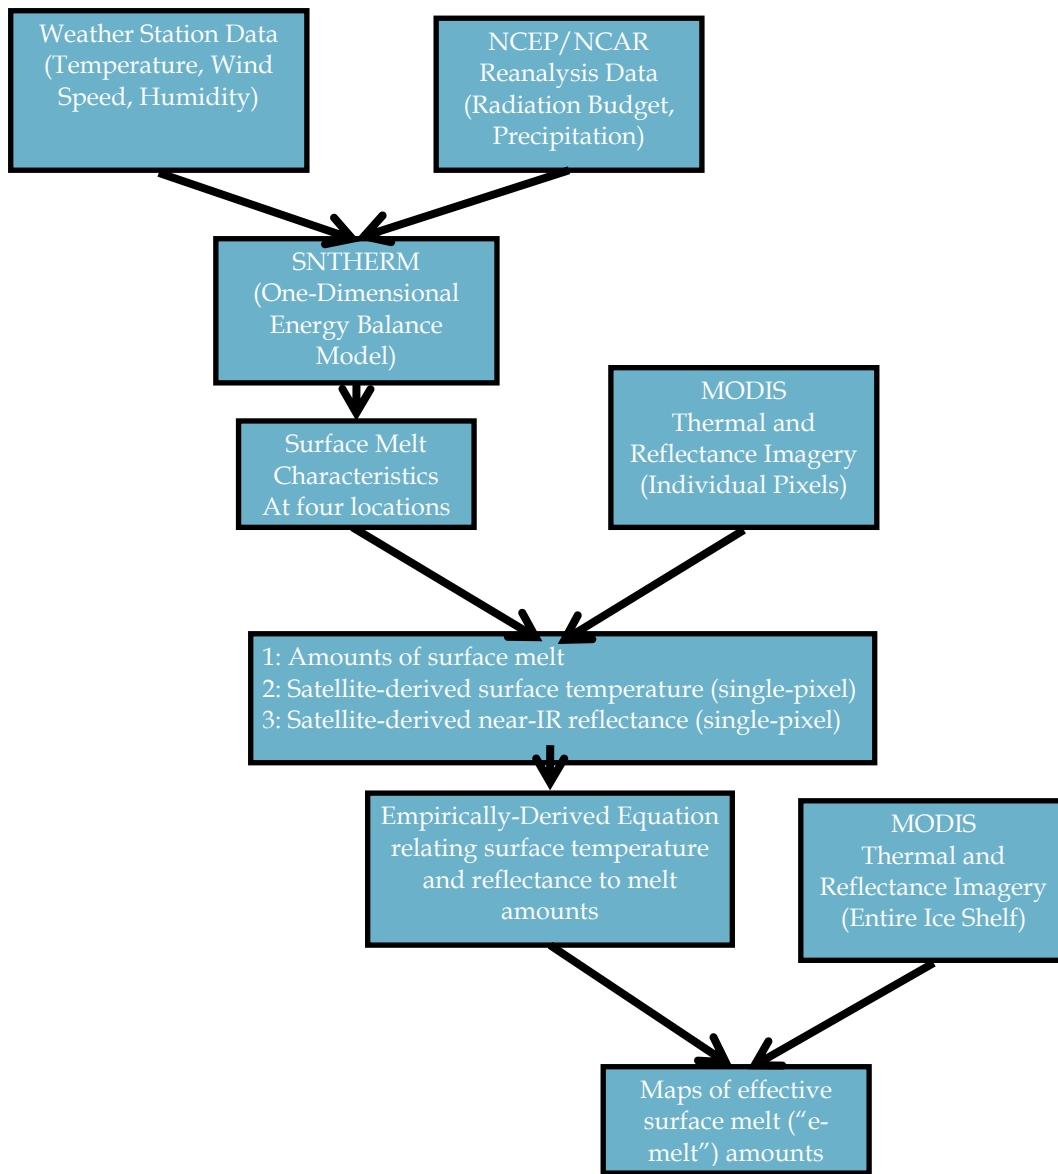 Weather Station Data
(Temperature, Wind
Speed, Humidity)
NCEP/NCAR
Reanalysis Data
(Radiation Budget,
Precipitation)
SNTHERM
(One-Dimensional
Energy Balance
Model)
Surface Melt
Characteristics
At four locations
MODIS
Thermal and
Reflectance Imagery
(Individual Pixels)
1: Amounts of surface melt
2: Satellite-derived surface temperature (single-pixel)
3: Satellite-derived near-IR reflectance (single-pixel)
Empirically-Derived Equation
relating surface temperature
and reflectance to melt
amounts
MODIS
Thermal and
Reflectance Imagery
(Entire Ice Shelf)
Maps of effective
surface melt (“e-
melt”) amounts